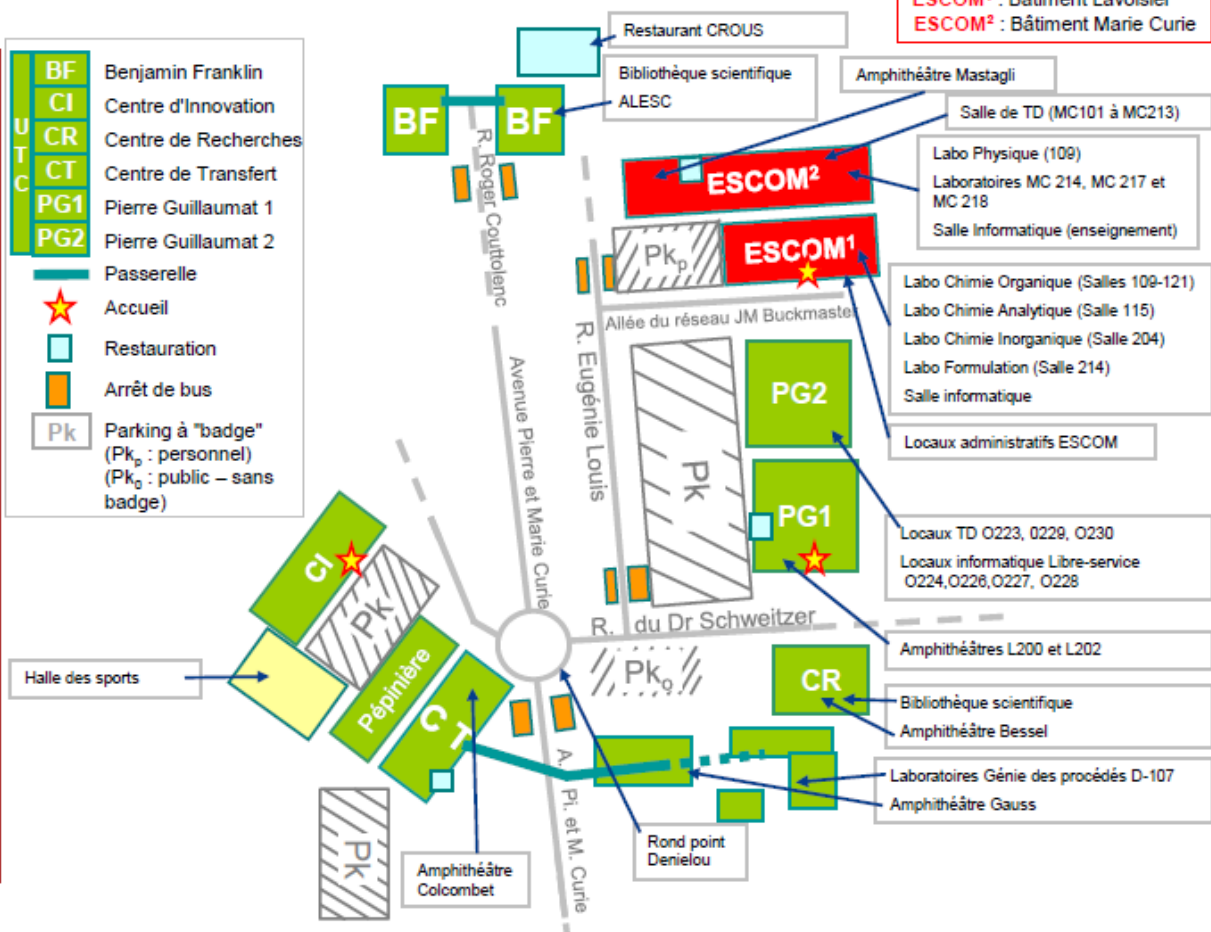 ESCOM¹ : Bâtiment Lavoisier
ESCOM² : Bâtiment Marie Curie
UTC
BF Benjamin Franklin
CI Centre d'Innovation
CR Centre de Recherches
CT Centre de Transfert
PG1 Pierre Guillaumat 1
PG2 Pierre Guillaumat 2
Passerelle
Accueil
Restauration
Arrêt de bus
Pk Parking à "badge"
(Pkp : personnel)
(Pk0 : public – sans
badge)
Restaurant CROUS
Bibliothèque scientifique
ALESC
Amphithéâtre Mastagli
Salle de TD (MC101 à MC213)
Labo Physique (109)
Laboratoires MC 214, MC 217 et
MC 218
Salle Informatique (enseignement)
BF
BF
R. Roger Couttolenc
ESCOM²
Pkp
ESCOM¹
Allée du réseau JM Buckmaster
Labo Chimie Organique (Salles 109-121)
Labo Chimie Analytique (Salle 115)
Labo Chimie Inorganique (Salle 204)
Labo Formulation (Salle 214)
Salle informatique
Locaux administratifs ESCOM
R. Eugénie Louis
Avenue Pierre et Marie Curie
PG2
Pk
PG1
Locaux TD O223, 0229, O230
Locaux informatique Libre-service
O224,O226,O227, O228
CI
Pk
R. du Dr Schweitzer
Amphithéâtres L200 et L202
Halle des sports
Pépinière
CT
Pko
CR
Bibliothèque scientifique
Amphithéâtre Bessel
Laboratoires Génie des procédés D-107
Amphithéâtre Gauss
A. Pi. et M. Curie
Rond point
Denielou
Amphithéâtre
Colcombet
Pk